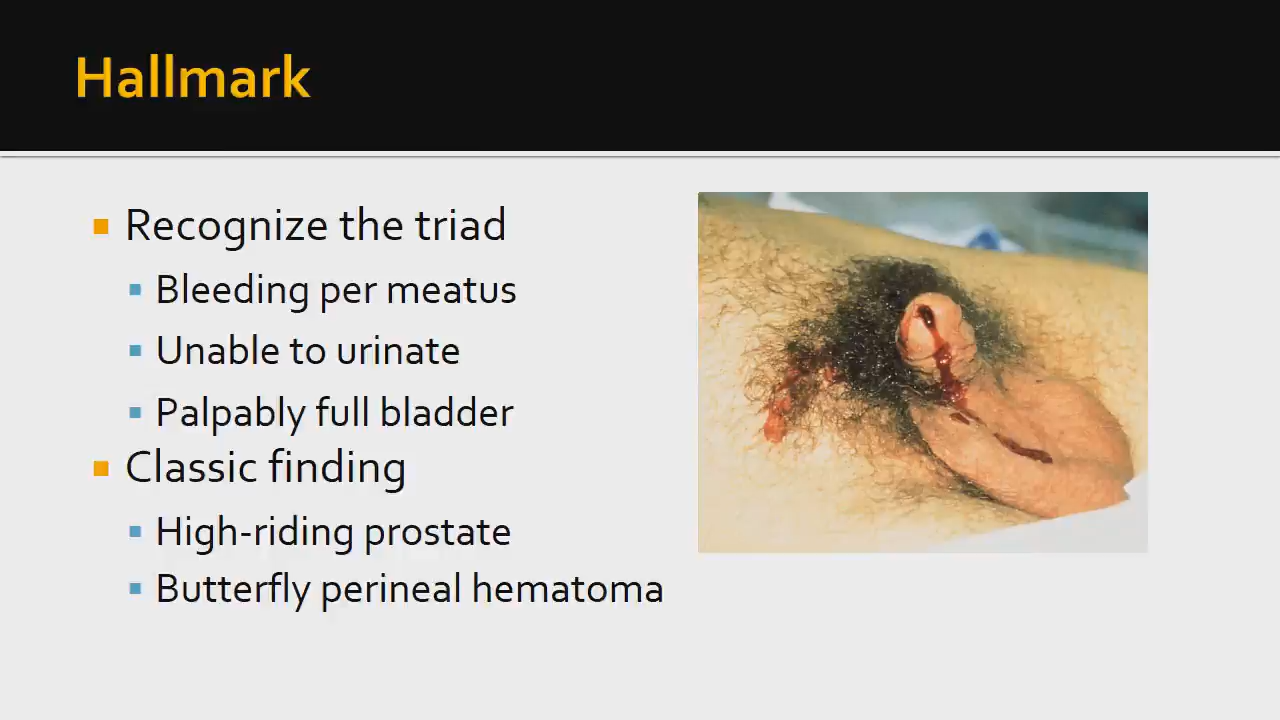 Hallmark
Recognize the triad
Bleeding per meatus
Unable to urinate
Palpably full bladder
Classic finding
High-riding prostate
Butterfly perineal hematoma